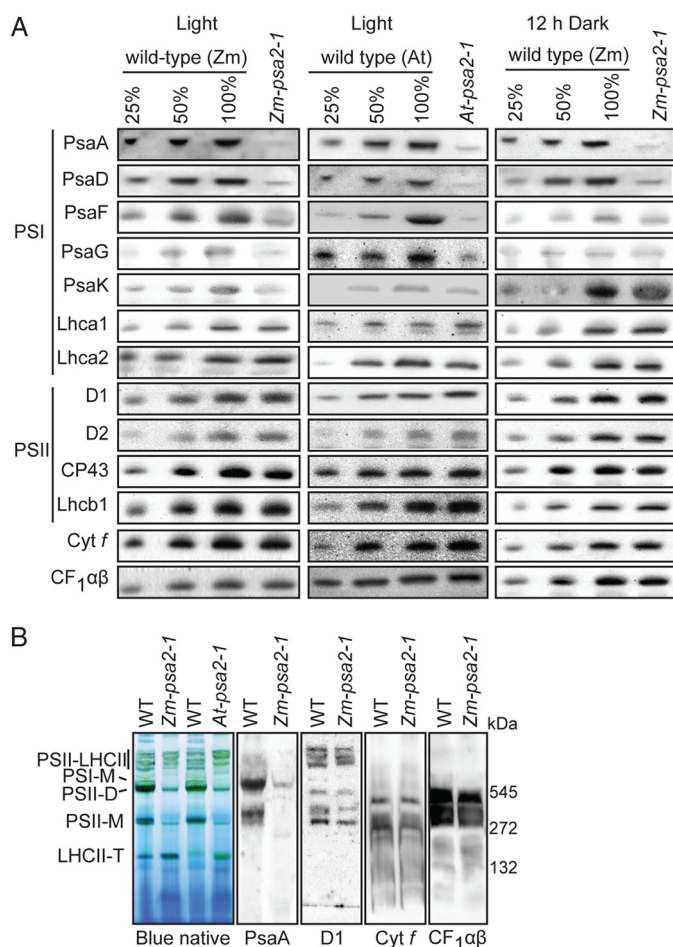 A
Light
Light
12 h Dark
wild-type (Zm)
wild type (At)
wild type (Zm)
25%
50%
100%
Zm-psa2-1
25%
50%
100%
At-psa2-1
25%
50%
100%
Zm-psa2-1
PSI
PsaA
PsaD
PsaF
PsaG
PsaK
Lhca1
Lhca2
PSII
D1
D2
CP43
Lhcb1
Cyt f
CF1αβ
B
WT
Zm-psa2-1
WT
At-psa2-1
WT
Zm-psa2-1
WT
Zm-psa2-1
WT
Zm-psa2-1
WT
Zm-psa2-1
kDa
PSII-LHCII
PSI-M
PSII-D
PSII-M
LHCII-T
545
272
132
Blue native
PsaA
D1
Cyt f
CF1αβ